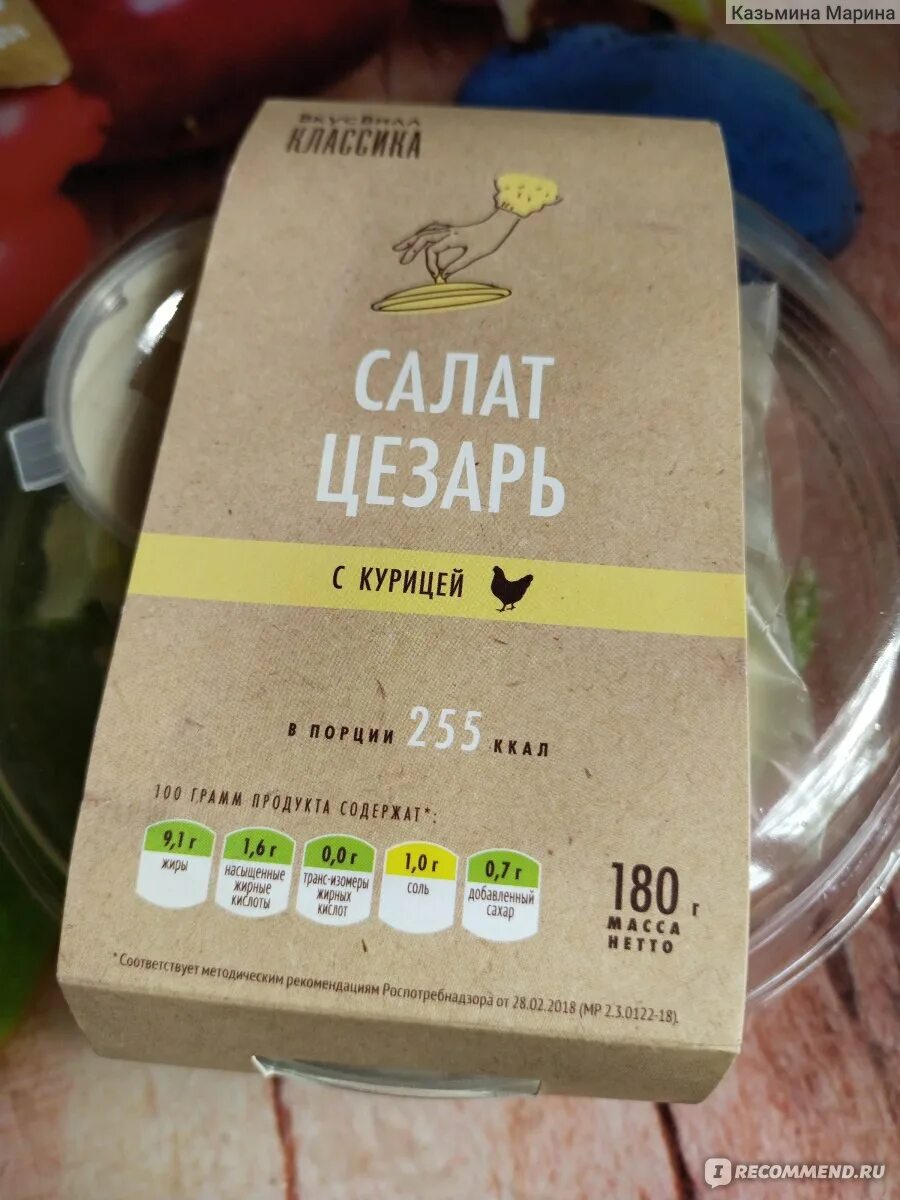 Казьмина Марина
ВКУСВИЛЛ
КЛАССИКА
САЛАТ
ЦЕЗАРЬ
С КУРИЦЕЙ
В ПОРЦИИ 255 ККАЛ
100 ГРАММ ПРОДУКТА СОДЕРЖАТ*:
9,1 г
жиры
1,6 г
насыщенные
жирные
кислоты
0,0 г
транс-изомеры
жирных
кислот
1,0 г
соль
0,7 г
добавленный
сахар
180 г
МАССА
НЕТТО
*Соответствует методическим рекомендациям Роспотребнадзора от 28.02.2018 (МР 2.3.0122-18).
IRECOMMEND.RU